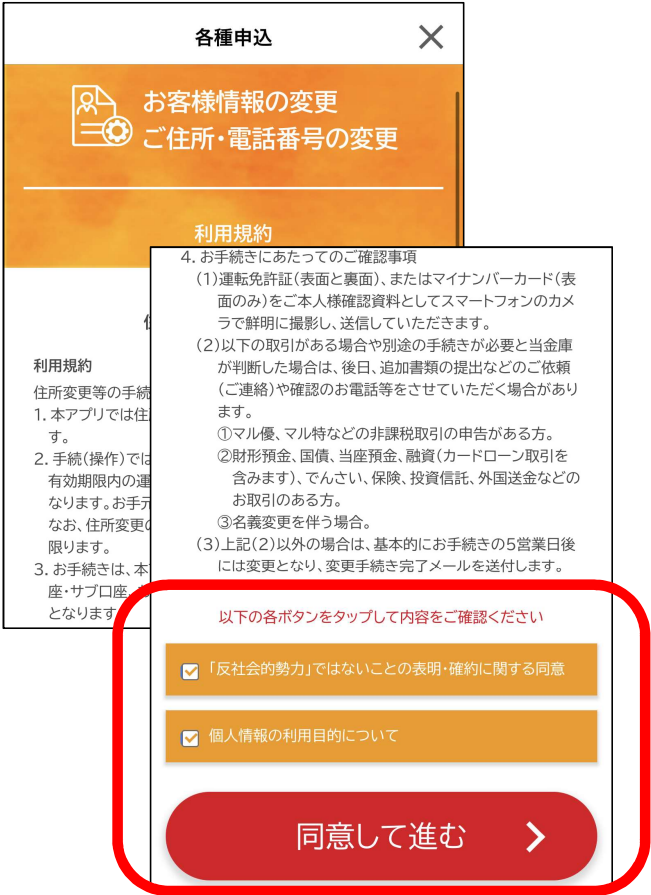 各種申込
お客様情報の変更
ご住所・電話番号の変更
利用規約
利用規約
住所変更等の手続
1. 本アプリでは住
す。
2. 手続(操作)では
有効期限内の運
なります。お手元
なお、住所変更の
限ります。
3. お手続きは、本
座・サブ口座、
となります
4. お手続きにあたってのご確認事項
(1)運転免許証(表面と裏面)、またはマイナンバーカード(表
面のみ)をご本人様確認資料としてスマートフォンのカメ
ラで鮮明に撮影し、送信していただきます。
(2)以下の取引がある場合や別途の手続きが必要と当金庫
が判断した場合は、後日、追加書類の提出などのご依頼
(ご連絡)や確認のお電話等をさせていただく場合があり
ます。
①マル優、マル特などの非課税取引の申告がある方。
②財形預金、国債、当座預金、融資(カードローン取引を
含みます)、でんさい、保険、投資信託、外国送金などの
お取引のある方。
③名義変更を伴う場合。
(3)上記(2)以外の場合は、基本的にお手続きの5営業日後
には変更となり、変更手続き完了メールを送付します。
以下の各ボタンをタップして内容をご確認ください
「反社会的勢力」ではないことの表明・確約に関する同意
個人情報の利用目的について
同意して進む